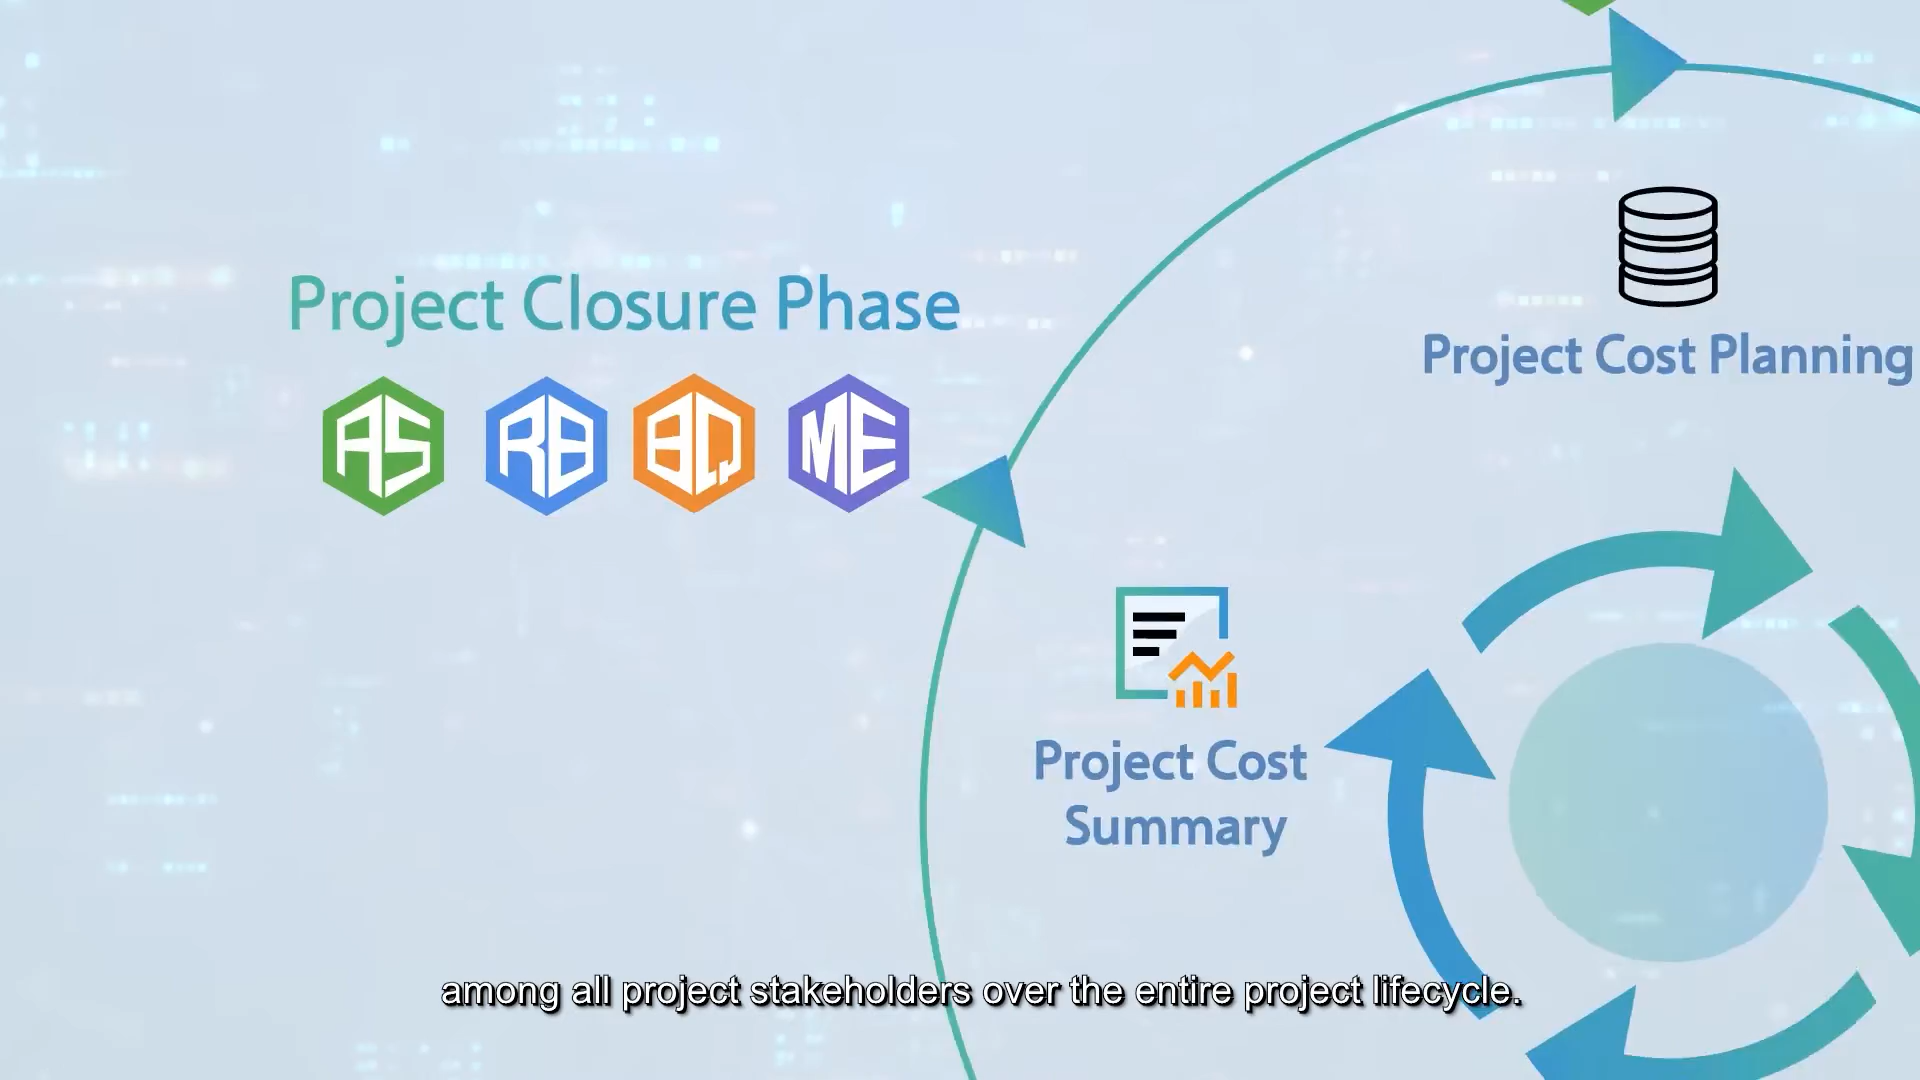 Project Closure Phase
AS RB BQ ME
Project Cost Planning
Project Cost
Summary
among all project stakeholders over the entire project lifecycle.